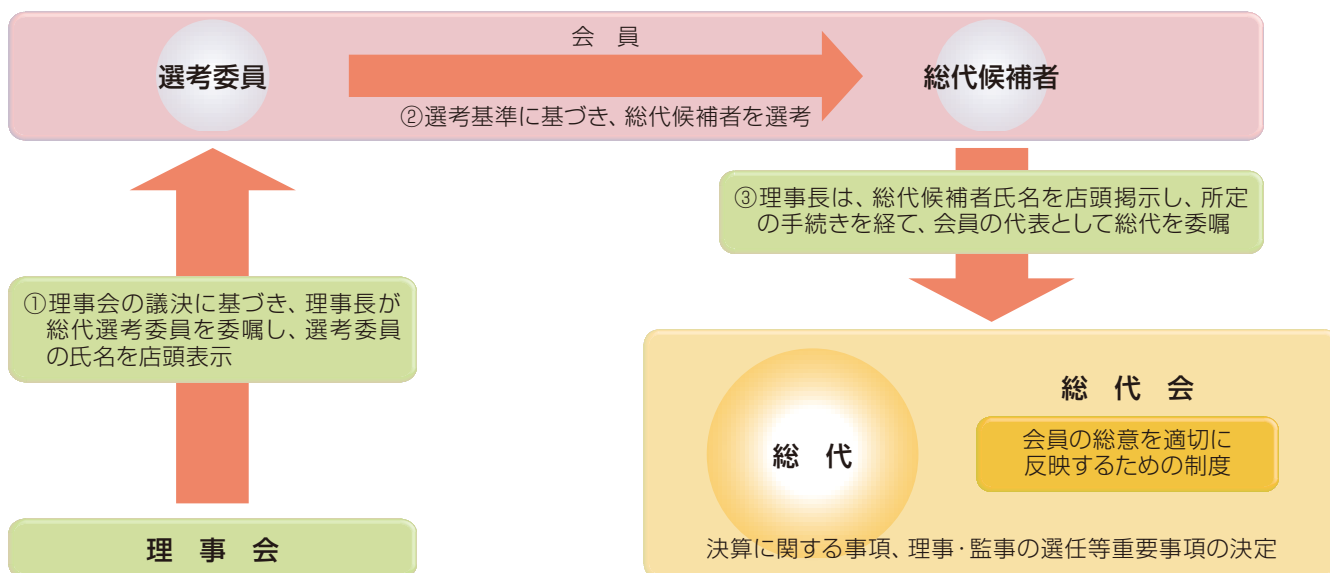 会 員
選考委員
総代候補者
②選考基準に基づき、総代候補者を選考
①理事会の議決に基づき、理事長が
総代選考委員を委嘱し、選考委員
の氏名を店頭表示
理 事 会
③理事長は、総代候補者氏名を店頭掲示し、所定
の手続きを経て、会員の代表として総代を委嘱
総 代 会
総 代
会員の総意を適切に
反映するための制度
決算に関する事項、理事・監事の選任等重要事項の決定